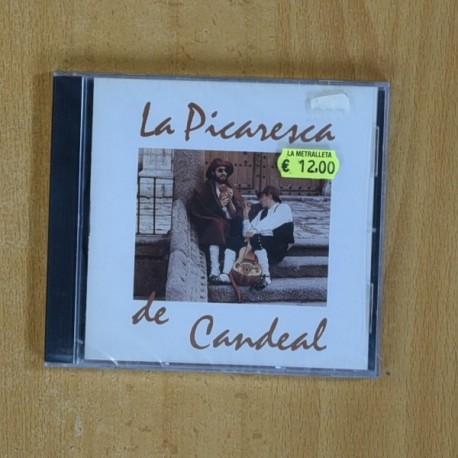 La Picaresca
LA METRALLETA
€ 12.00
de Candeal